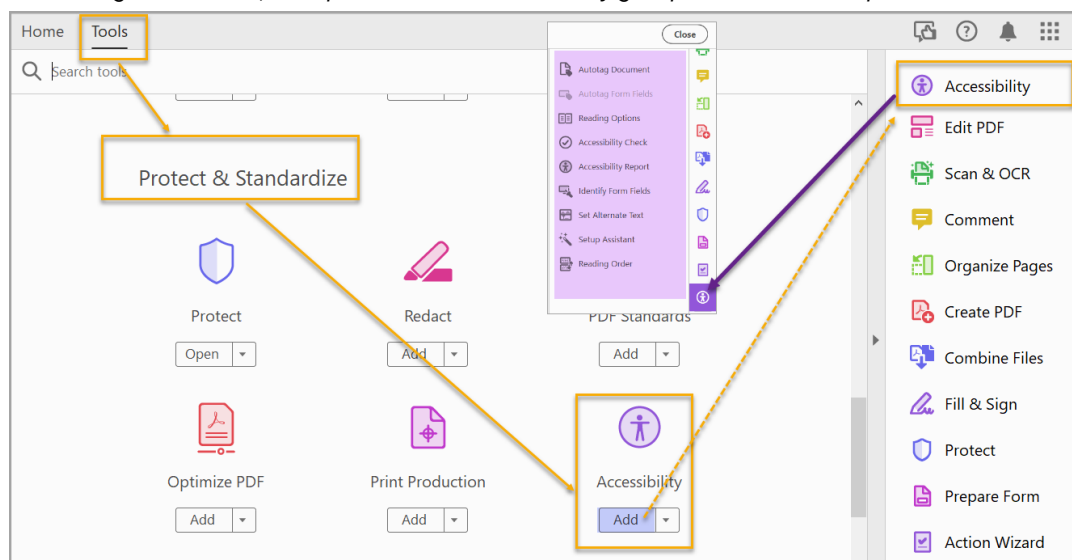 Home Tools
Search tools
Close
Autotag Document
Autotag Form Fields
Reading Options
Accessibility Check
Accessibility Report
Identify Form Fields
Set Alternate Text
Setup Assistant
Reading Order
Protect & Standardize
Protect
Open
Redact
Add
PDF Standards
Add
Optimize PDF
Add
Print Production
Add
Accessibility
Add
Accessibility
Edit PDF
Scan & OCR
Comment
Organize Pages
Create PDF
Combine Files
Fill & Sign
Protect
Prepare Form
Action Wizard